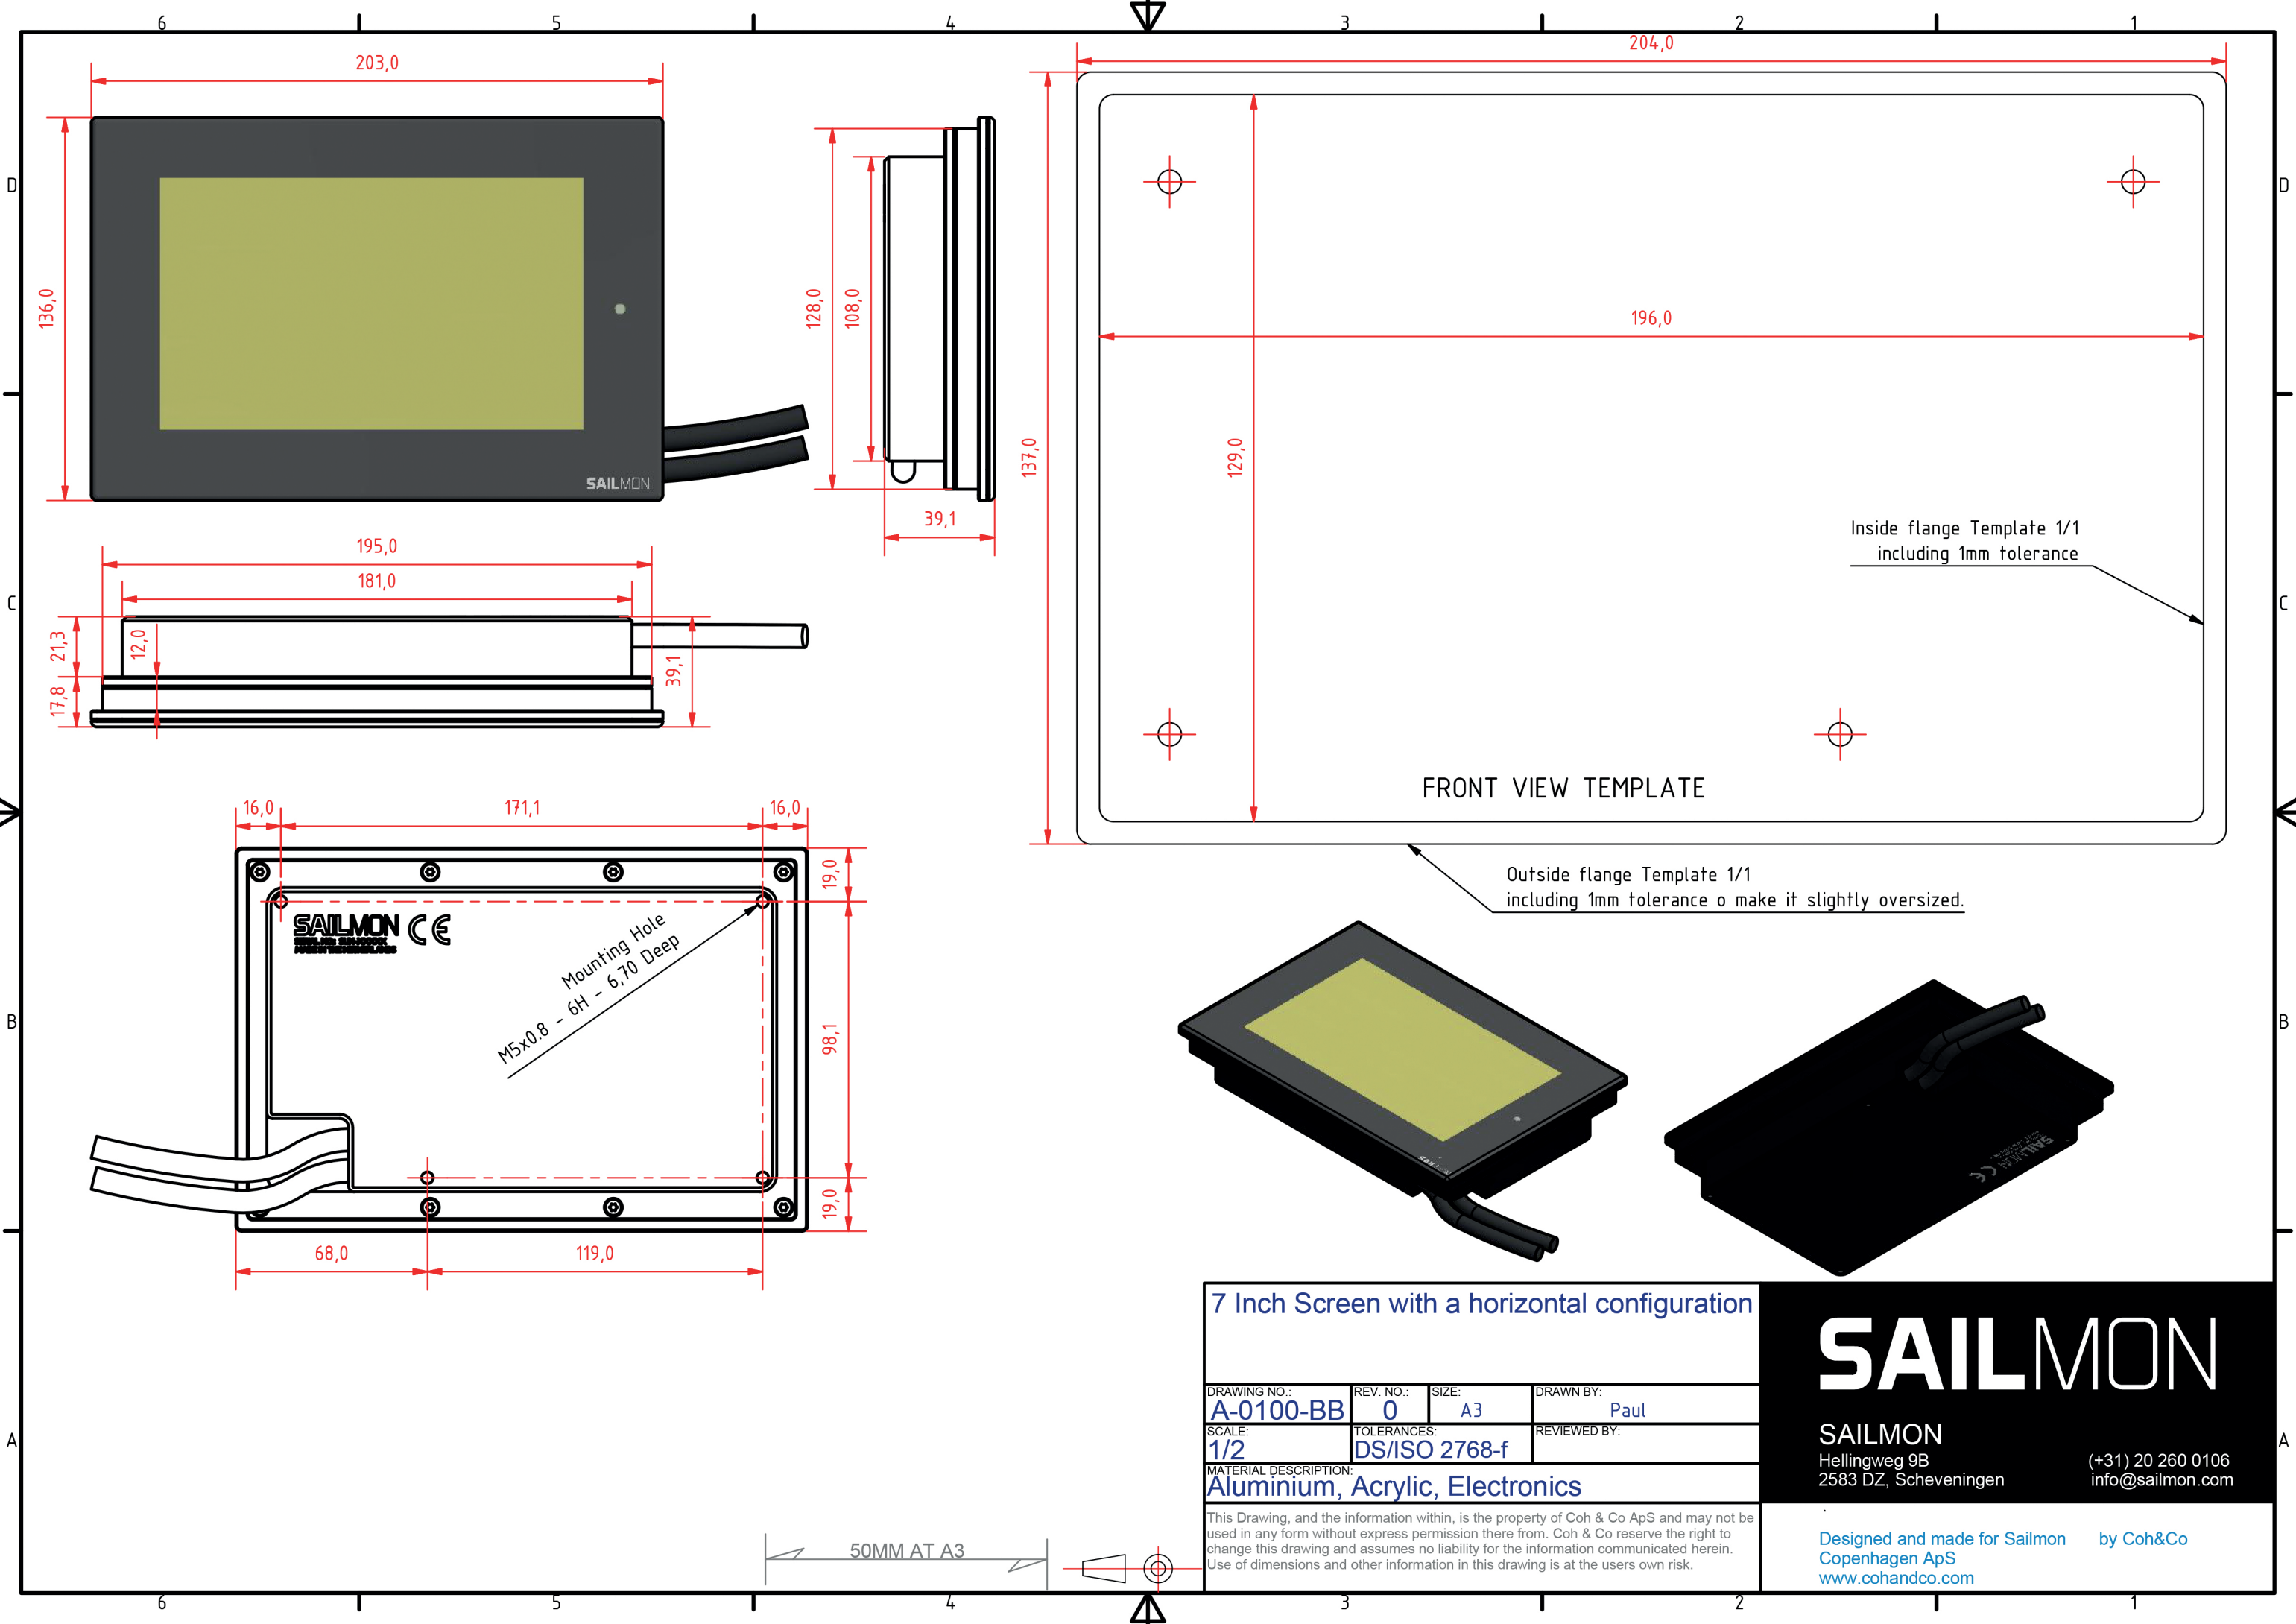 6 5 4 3 2 1
D
C
B
A
D
C
B
A
203,0
136,0
SAILMON
128,0
108,0
39,1
204,0
137,0
196,0
129,0
Inside flange Template 1/1
including 1mm tolerance
FRONT VIEW TEMPLATE
Outside flange Template 1/1
including 1mm tolerance o make it slightly oversized.
195,0
181,0
21,3
12,0
17,8
39,1
16,0
171,1
16,0
19,0
SAILMON CE
Mounting Hole
M5x0.8 - 6H - 6,70 Deep
98,1
19,0
68,0
119,0
SAILMON
CE
7 Inch Screen with a horizontal configuration
DRAWING NO.: REV. NO.: SIZE: DRAWN BY:
A-0100-BB 0 A3 Paul
SCALE: TOLERANCES: REVIEWED BY:
1/2 DS/ISO 2768-f
MATERIAL DESCRIPTION:
Aluminium, Acrylic, Electronics
This Drawing, and the information within, is the property of Coh & Co ApS and may not be
used in any form without express permission there from. Coh & Co reserve the right to
change this drawing and assumes no liability for the information communicated herein.
Use of dimensions and other information in this drawing is at the users own risk.
SAILMON
SAILMON
Hellingweg 9B (+31) 20 260 0106
2583 DZ, Scheveningen info@sailmon.com
Designed and made for Sailmon by Coh&Co
Copenhagen ApS
www.cohandco.com
50MM AT A3
6 5 4 3 2 1